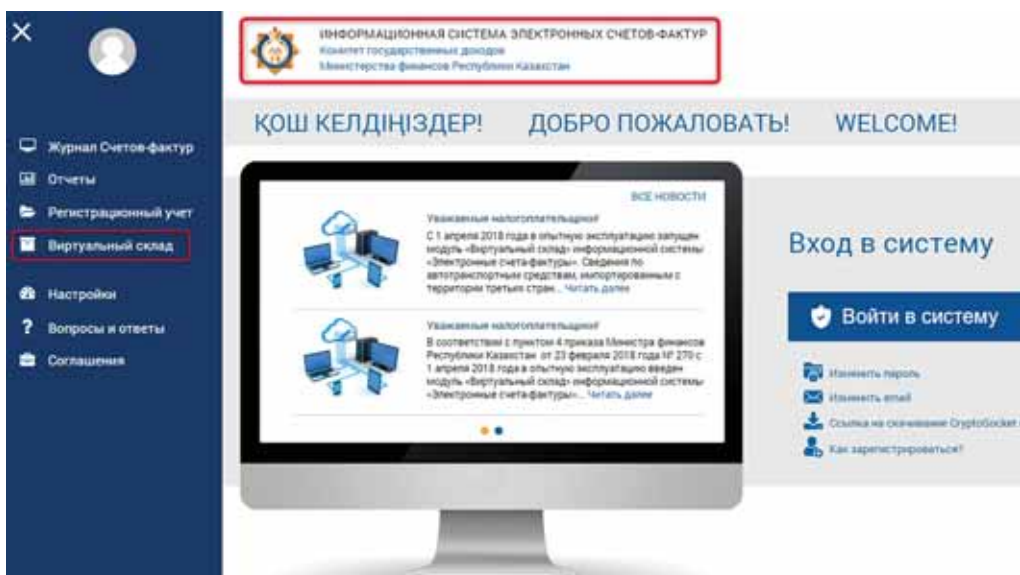 ИНФОРМАЦИОННАЯ СИСТЕМА ЭЛЕКТРОННЫХ СЧЕТОВ-ФАКТУР
Комитет государственных доходов
Министерства финансов Республики Казахстан
ҚОШ КЕЛДІҢІЗДЕР! ДОБРО ПОЖАЛОВАТЬ! WELCOME!
Журнал Счетов-фактур
Отчеты
Регистрационный учет
Виртуальный склад
Настройки
Вопросы и ответы
Соглашения
ВСЕ НОВОСТИ
Уважаемые налогоплательщики!
С 1 апреля 2018 года в опытную эксплуатацию запущен
модуль «Виртуальный склад» информационной системы
«Электронные счета-фактуры». Сведения по
автотранспортным средствам, импортированным с
территории третьих стран... Читать далее
Уважаемые налогоплательщики!
В соответствии с пунктом 4 приказа Министра финансов
Республики Казахстан от 23 февраля 2018 года № 270 с
1 апреля 2018 года в опытную эксплуатацию введен
модуль «Виртуальный склад» информационной системы
«Электронные счета-фактуры»... Читать далее
Вход в систему
Войти в систему
Изменить пароль
Изменить email
Ссылка на скачивание CryptoSocket
Как зарегистрироваться?